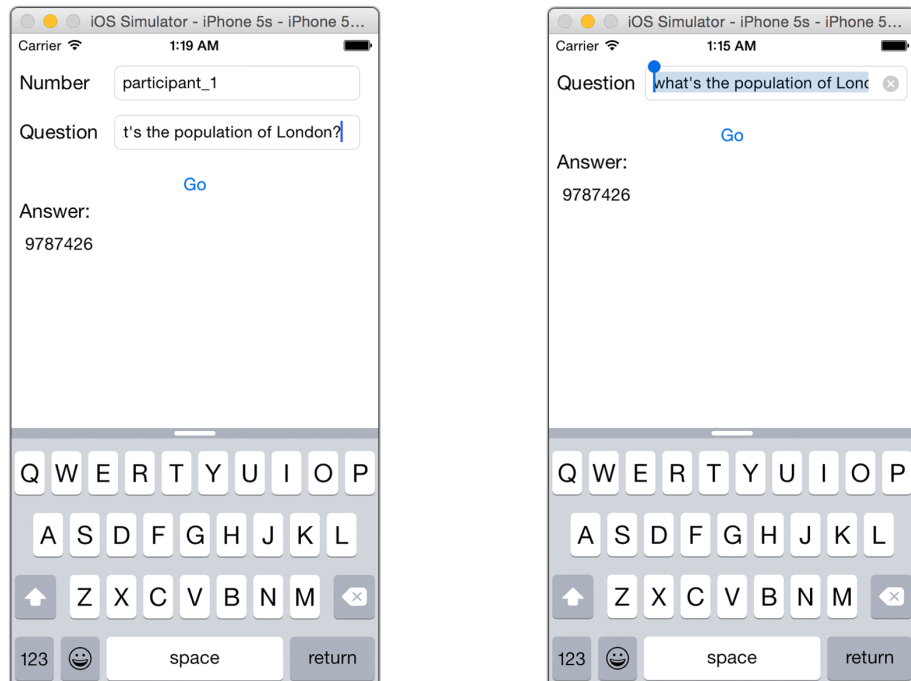 iOS Simulator - iPhone 5s - iPhone 5...
Carrier 1:19 AM
Number participant_1
Question t's the population of London?
Go
Answer:
9787426
Q W E R T Y U I O P
A S D F G H J K L
Z X C V B N M
123 space return
iOS Simulator - iPhone 5s - iPhone 5...
Carrier 1:15 AM
Question what's the population of Lond
Go
Answer:
9787426
Q W E R T Y U I O P
A S D F G H J K L
Z X C V B N M
123 space return